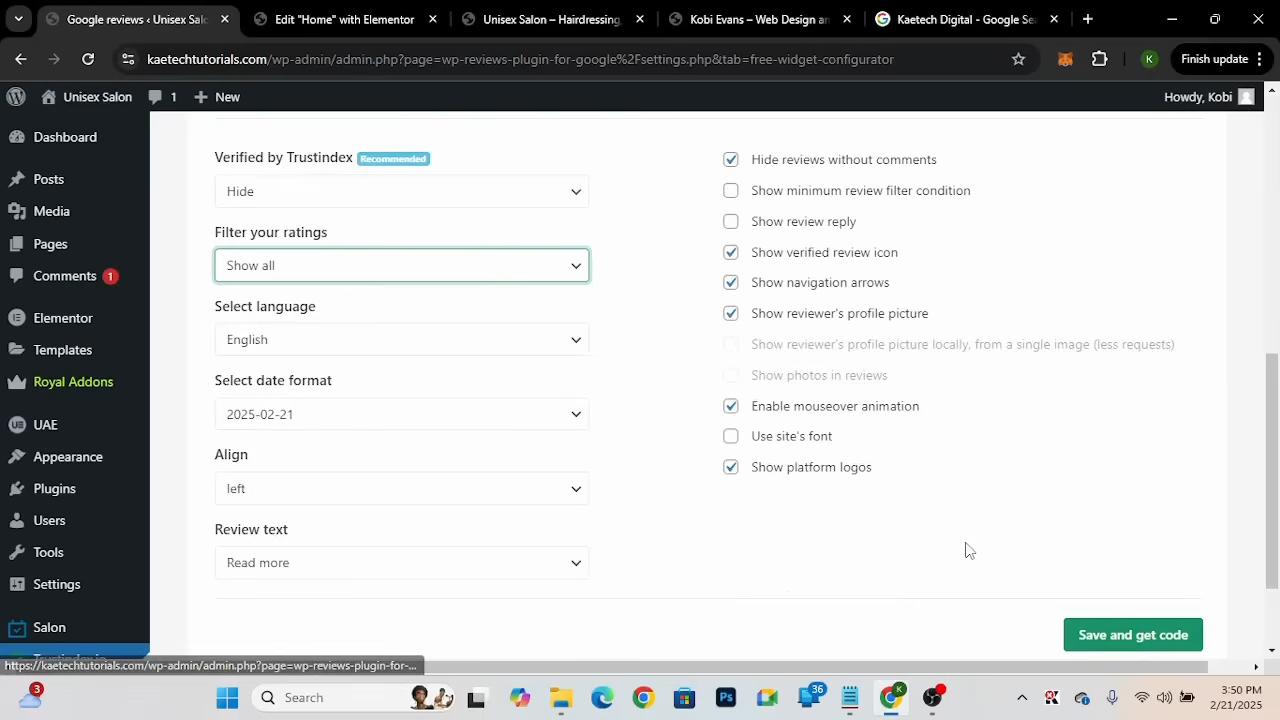 Google reviews ‹ Unisex Salo
Edit "Home" with Elementor
Unisex Salon – Hairdressing,
Kobi Evans – Web Design an
Kaetech Digital - Google Sea
kaetechtutorials.com/wp-admin/admin.php?page=wp-reviews-plugin-for-google%2Fsettings.php&tab=free-widget-configurator
K
Finish update
Unisex Salon
1
New
Howdy, Kobi
Dashboard
Posts
Media
Pages
Comments 1
Elementor
Templates
Royal Addons
UAE
Appearance
Plugins
Users
Tools
Settings
Salon
Trustindex.io
Verified by Trustindex Recommended
Hide
Filter your ratings
Show all
Select language
English
Select date format
2025-02-21
Align
left
Review text
Read more
Hide reviews without comments
Show minimum review filter condition
Show review reply
Show verified review icon
Show navigation arrows
Show reviewer's profile picture
Show reviewer's profile picture locally, from a single image (less requests)
Show photos in reviews
Enable mouseover animation
Use site's font
Show platform logos
Save and get code
https://kaetechtutorials.com/wp-admin/admin.php?page=wp-reviews-plugin-for-...
3
Search
36
3:50 PM
2/21/2025